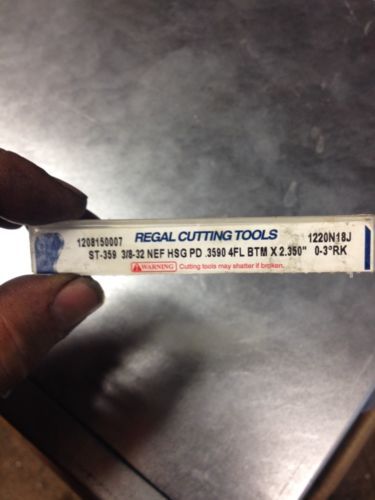 1208150007 REGAL CUTTING TOOLS 1220N18J
ST-359 3/8-32 NEF HSG PD .3590 4FL BTM X 2.350" 0-3°RK
WARNING Cutting tools may shatter if broken.